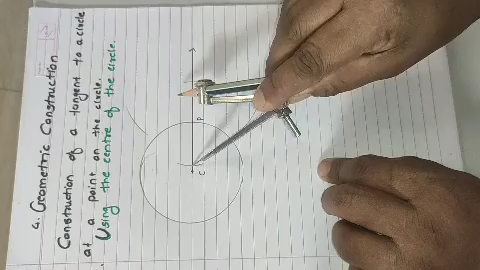 4. Geometric Construction
Construction of a tangent to a circle
at a point on the circle.
Using the centre of the circle.
P
C